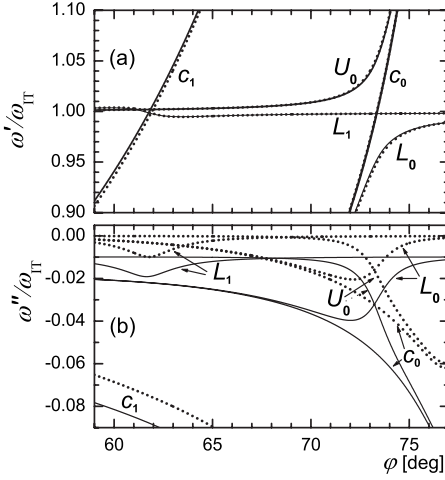 1.10
1.05
1.00
0.95
0.90
ω'/ω_IT
(a)
c₁
U₀
c₀
L₁
L₀
0.00
-0.02
-0.04
-0.06
-0.08
ω''/ω_IT
(b)
L₁
U₀
L₀
c₀
c₁
60
65
70
75
φ [deg]